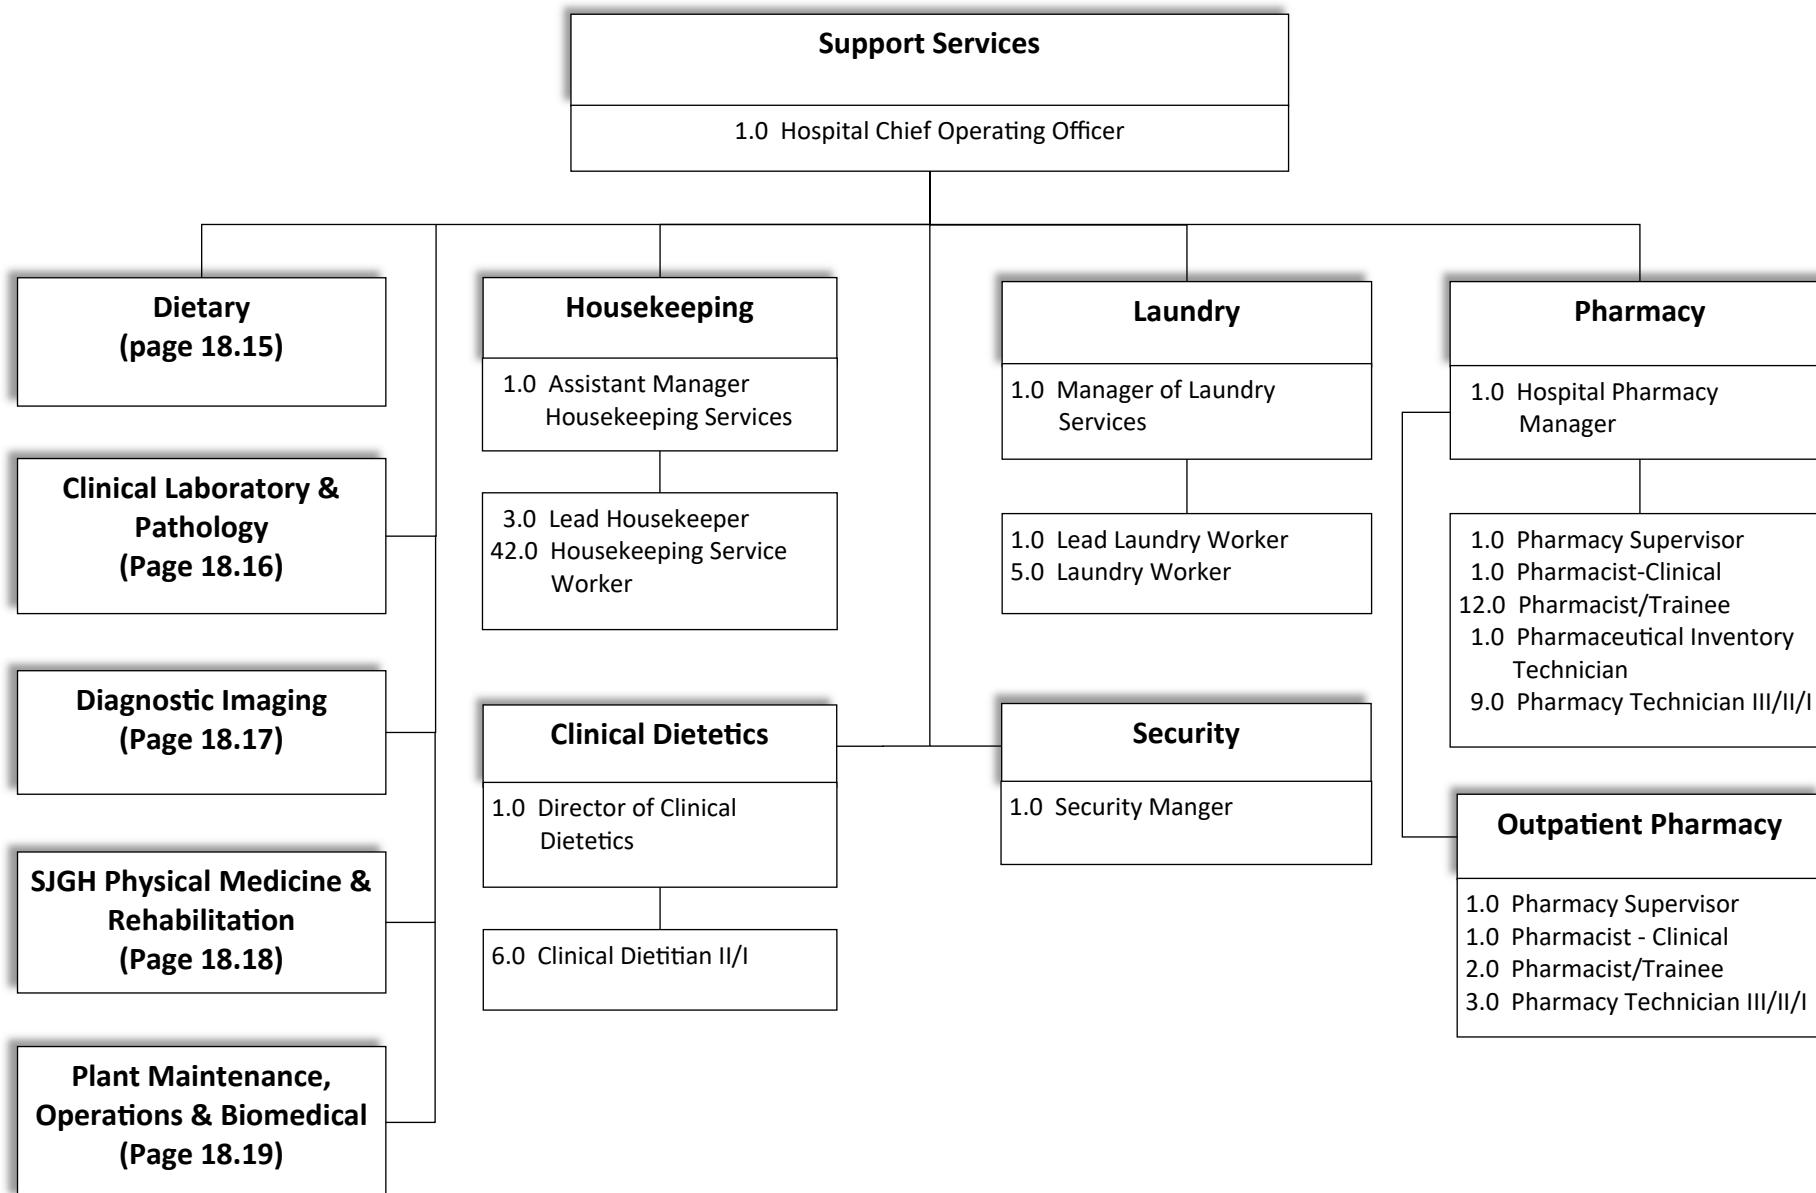 Support Services
1.0 Hospital Chief Operating Officer
Dietary
(page 18.15)
Clinical Laboratory &
Pathology
(Page 18.16)
Diagnostic Imaging
(Page 18.17)
SJGH Physical Medicine &
Rehabilitation
(Page 18.18)
Plant Maintenance,
Operations & Biomedical
(Page 18.19)
Housekeeping
1.0 Assistant Manager
Housekeeping Services
3.0 Lead Housekeeper
42.0 Housekeeping Service
Worker
Clinical Dietetics
1.0 Director of Clinical
Dietetics
6.0 Clinical Dietitian II/I
Laundry
1.0 Manager of Laundry
Services
1.0 Lead Laundry Worker
5.0 Laundry Worker
Security
1.0 Security Manger
Pharmacy
1.0 Hospital Pharmacy
Manager
1.0 Pharmacy Supervisor
1.0 Pharmacist-Clinical
12.0 Pharmacist/Trainee
1.0 Pharmaceutical Inventory
Technician
9.0 Pharmacy Technician III/II/I
Outpatient Pharmacy
1.0 Pharmacy Supervisor
1.0 Pharmacist - Clinical
2.0 Pharmacist/Trainee
3.0 Pharmacy Technician III/II/I